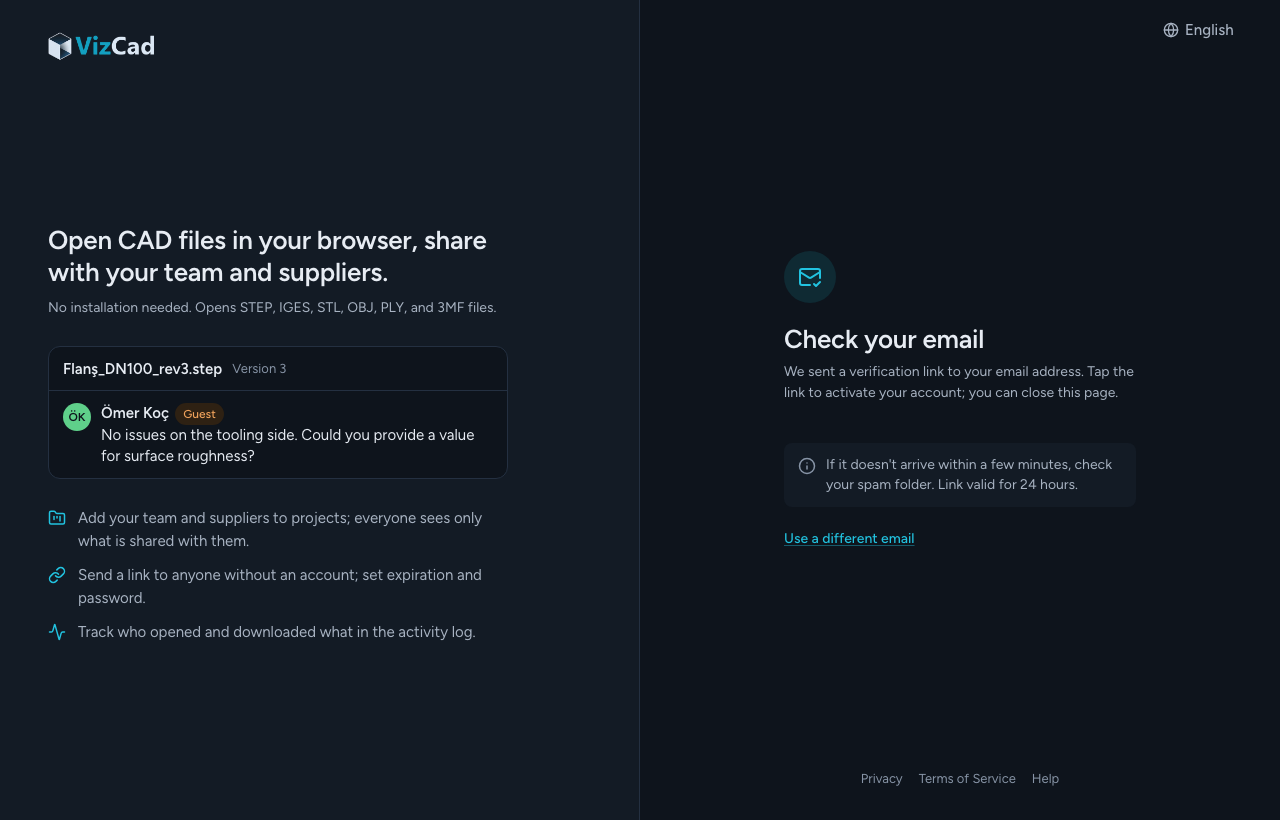 VizCad
Open CAD files in your browser, share
with your team and suppliers.
No installation needed. Opens STEP, IGES, STL, OBJ, PLY, and 3MF files.
Flanş_DN100_rev3.step Version 3
ÖK Ömer Koç Guest
No issues on the tooling side. Could you provide a value
for surface roughness?
Add your team and suppliers to projects; everyone sees only
what is shared with them.
Send a link to anyone without an account; set expiration and
password.
Track who opened and downloaded what in the activity log.
English
Check your email
We sent a verification link to your email address. Tap the
link to activate your account; you can close this page.
If it doesn't arrive within a few minutes, check
your spam folder. Link valid for 24 hours.
Use a different email
Privacy Terms of Service Help